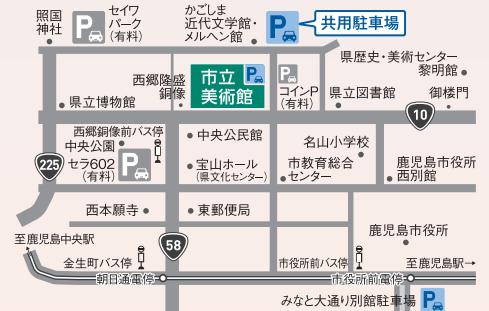 照国
神社
P
セイワ
パーク
(有料)
かごしま
近代文学館・
メルヘン館
P
共用駐車場
県歴史・美術センター
黎明館
西郷隆盛
銅像
市立
美術館
P
P
コインP
(有料)
県立博物館
県立図書館
御楼門
10
西郷銅像前バス停
中央公園
セラ602
(有料)
P
中央公民館
宝山ホール
(県文化センター)
名山小学校
市教育総合
センター
鹿児島市役所
西別館
225
西本願寺
東郵便局
58
鹿児島市役所
至鹿児島中央駅
金生町バス停
朝日通電停
市役所前バス停
市役所前電停
至鹿児島駅→
みなと大通り別館駐車場
P